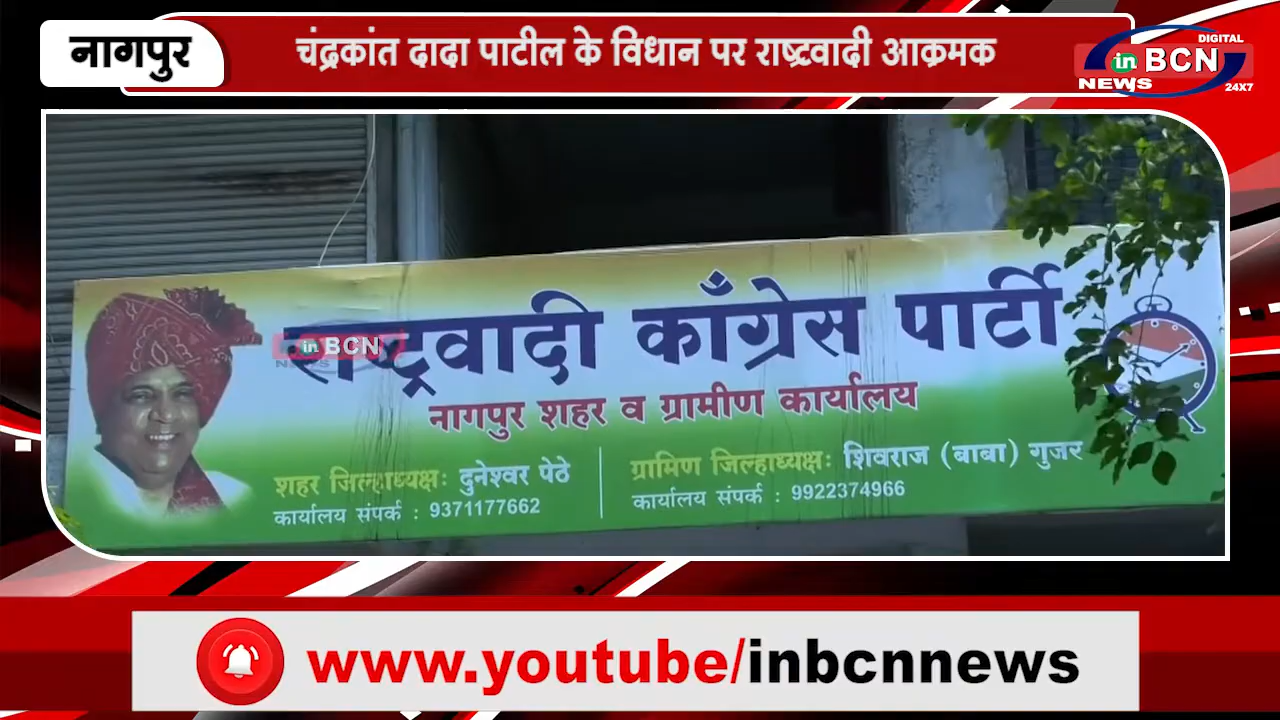 नागपुर
चंद्रकांत दादा पाटील के विधान पर राष्ट्रवादी आक्रमक
DIGITAL
in BCN
NEWS
24X7
राष्ट्रवादी काँग्रेस पार्टी
in BCN
NEWS
नागपुर शहर व ग्रामीण कार्यालय
शहर जिल्हाध्यक्ष: दुनेश्वर पेठे
कार्यालय संपर्क : 9371177662
ग्रामिण जिल्हाध्यक्ष: शिवराज (बाबा) गुजर
कार्यालय संपर्क : 9922374966
www.youtube/inbcnnews